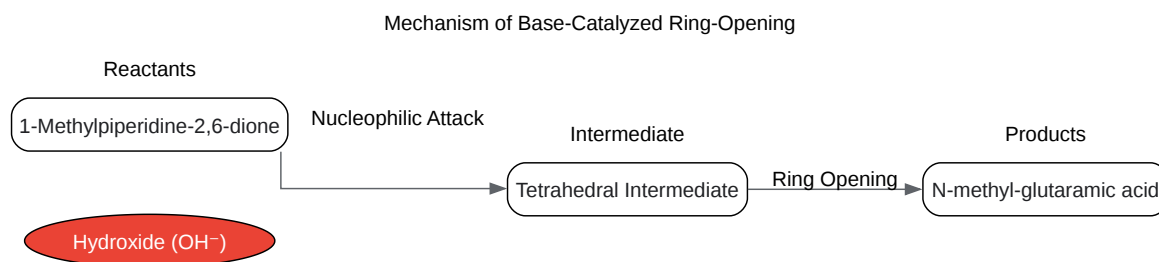 Mechanism of Base-Catalyzed Ring-Opening
Reactants
1-Methylpiperidine-2,6-dione
Nucleophilic Attack
Hydroxide (OH⁻)
Intermediate
Tetrahedral Intermediate
Ring Opening
Products
N-methyl-glutaramic acid